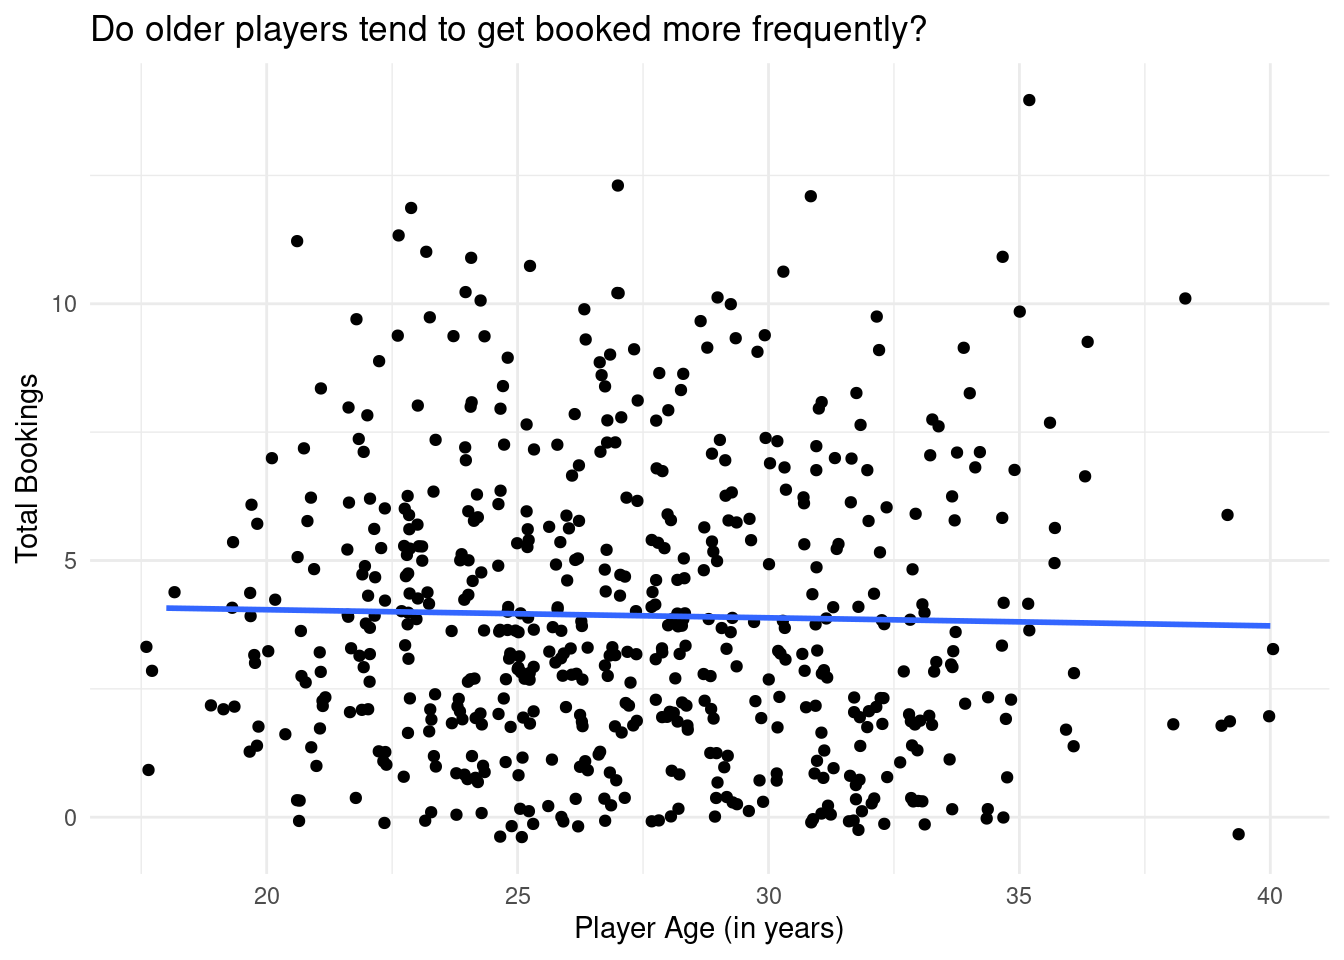 Do older players tend to get booked more frequently?
Total Bookings
10
5
0
20 25 30 35 40
Player Age (in years)